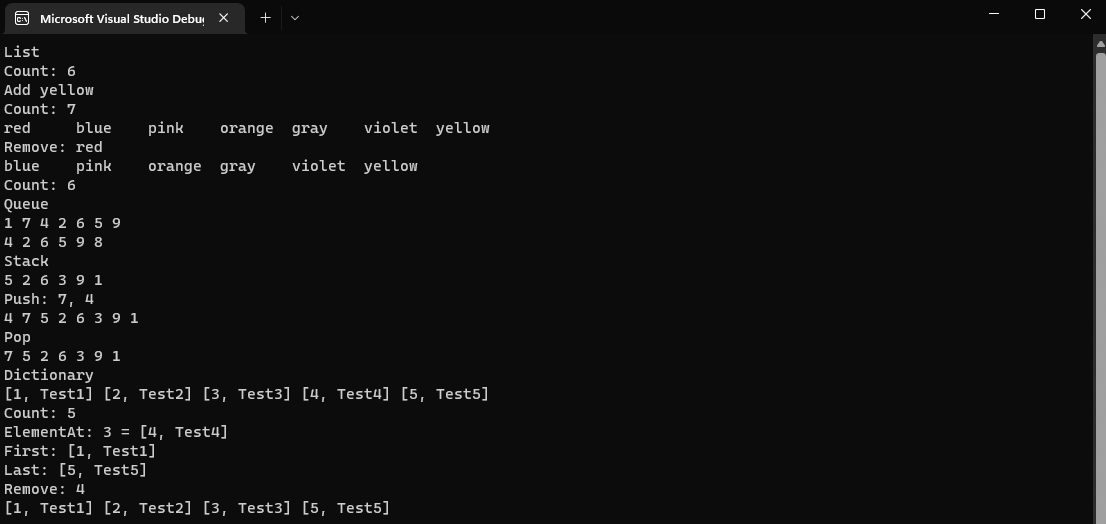 Microsoft Visual Studio Debug
List
Count: 6
Add yellow
Count: 7
red     blue    pink    orange  gray    violet  yellow
Remove: red
blue    pink    orange  gray    violet  yellow
Count: 6
Queue
1 7 4 2 6 5 9
4 2 6 5 9 8
Stack
5 2 6 3 9 1
Push: 7, 4
4 7 5 2 6 3 9 1
Pop
7 5 2 6 3 9 1
Dictionary
[1, Test1] [2, Test2] [3, Test3] [4, Test4] [5, Test5]
Count: 5
ElementAt: 3 = [4, Test4]
First: [1, Test1]
Last: [5, Test5]
Remove: 4
[1, Test1] [2, Test2] [3, Test3] [5, Test5]